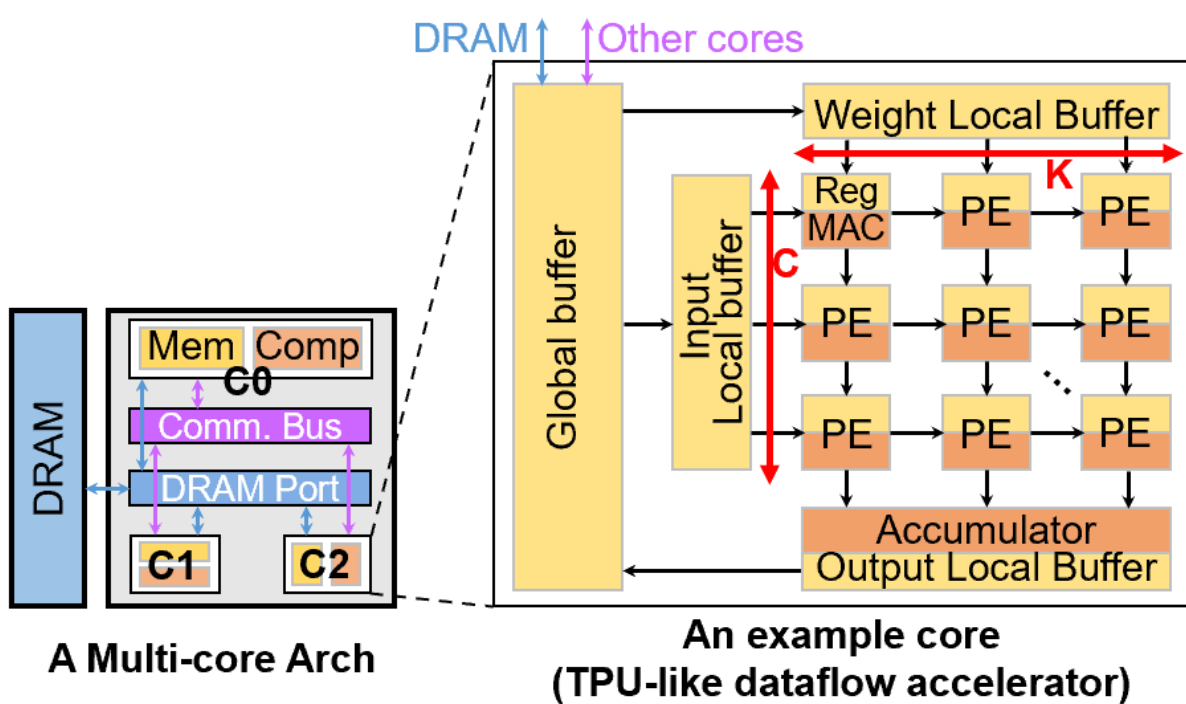 DRAM
Other cores
Weight Local Buffer
K
Reg
MAC
PE
PE
C
Global buffer
Input
Local buffer
PE
PE
PE
PE
PE
PE
Accumulator
Output Local Buffer
An example core
(TPU-like dataflow accelerator)
DRAM
Mem
Comp
C0
Comm. Bus
DRAM Port
C1
C2
A Multi-core Arch